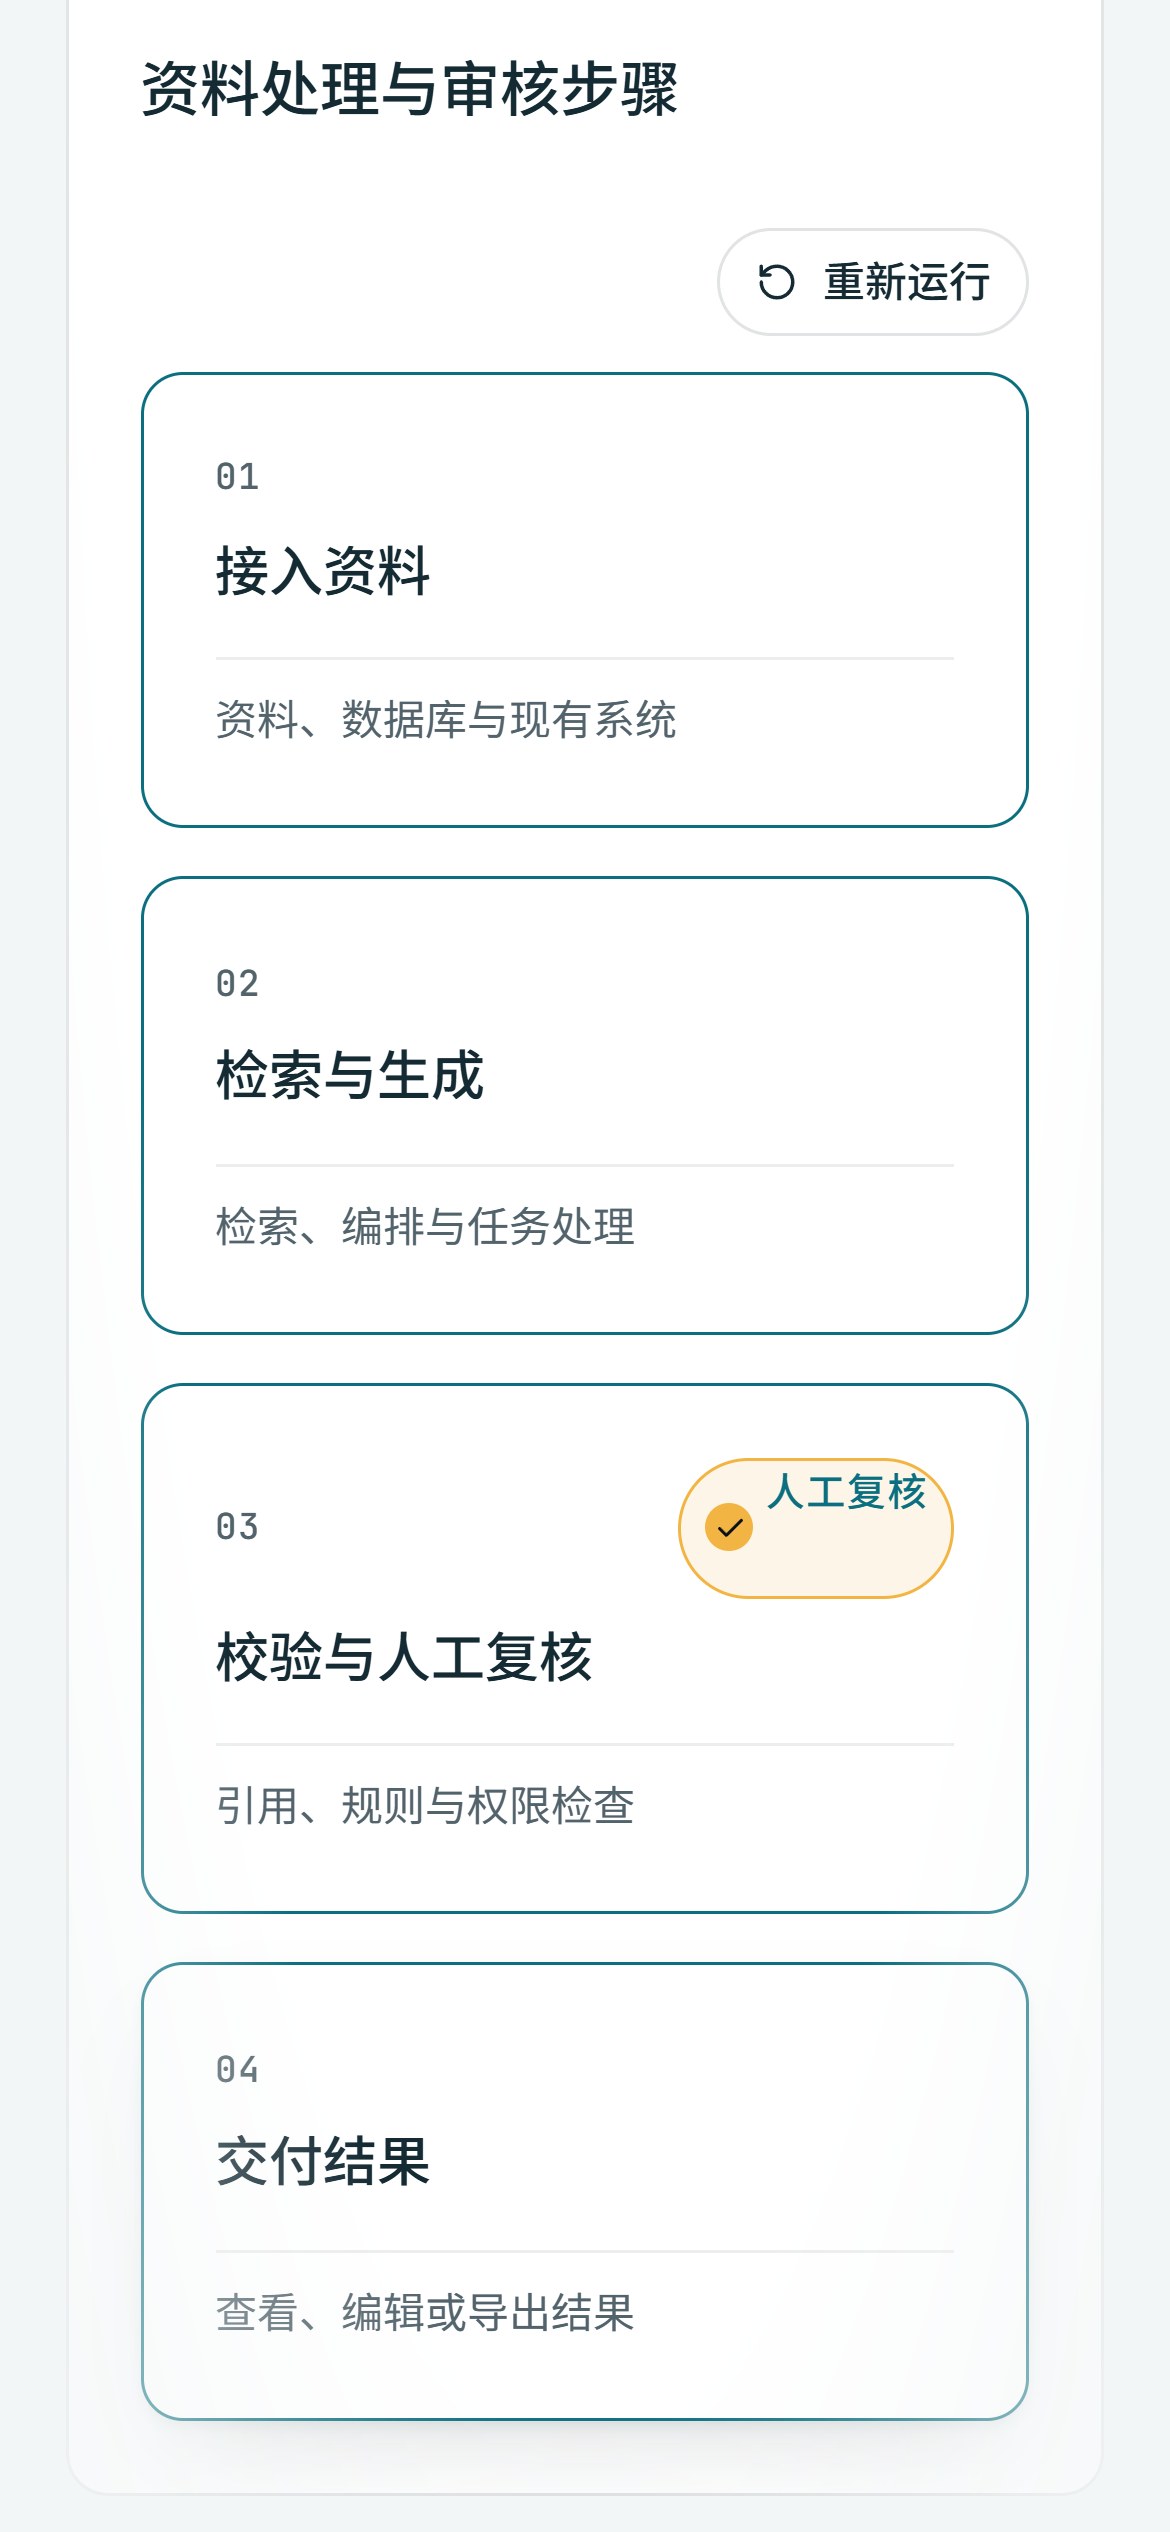 资料处理与审核步骤
重新运行
01
接入资料
资料、数据库与现有系统
02
检索与生成
检索、编排与任务处理
03
人工复核
校验与人工复核
引用、规则与权限检查
04
交付结果
查看、编辑或导出结果